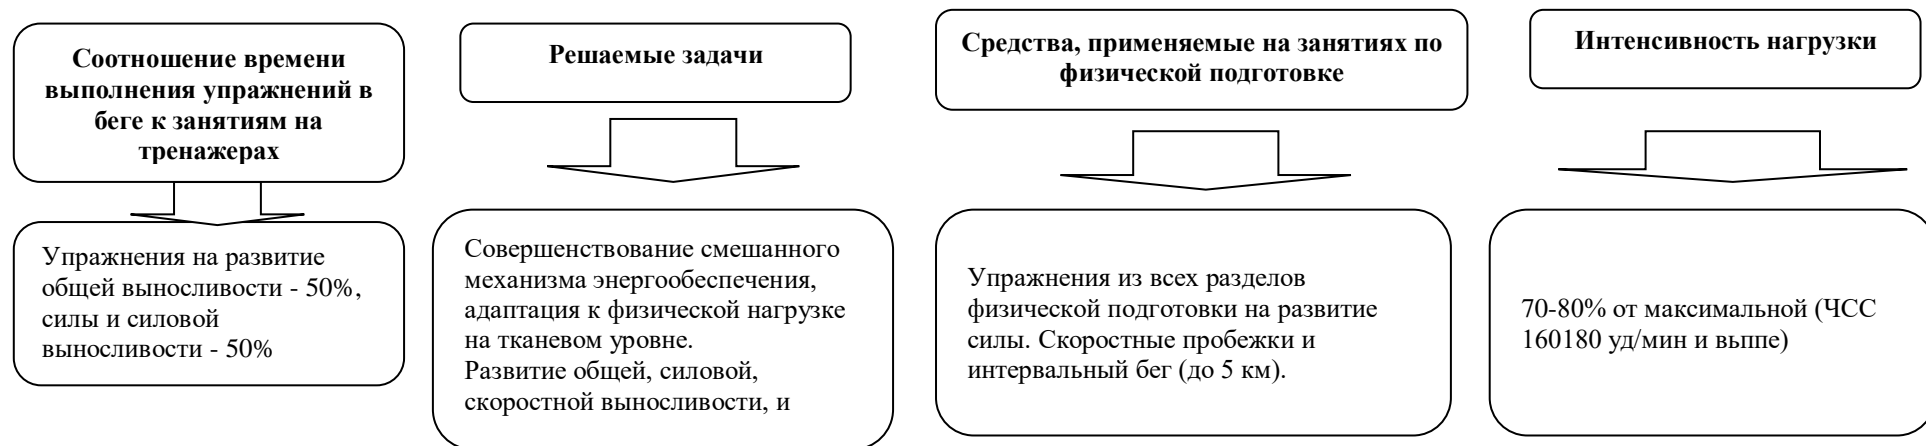 Соотношение времени
выполнения упражнений в
беге к занятиям на
тренажерах
Упражнения на развитие
общей выносливости - 50%,
силы и силовой
выносливости - 50%
Решаемые задачи
Совершенствование смешанного
механизма энергообеспечения,
адаптация к физической нагрузке
на тканевом уровне.
Развитие общей, силовой,
скоростной выносливости, и
Средства, применяемые на занятиях по
физической подготовке
Упражнения из всех разделов
физической подготовки на развитие
силы. Скоростные пробежки и
интервальный бег (до 5 км).
Интенсивность нагрузки
70-80% от максимальной (ЧСС
160180 уд/мин и выппе)